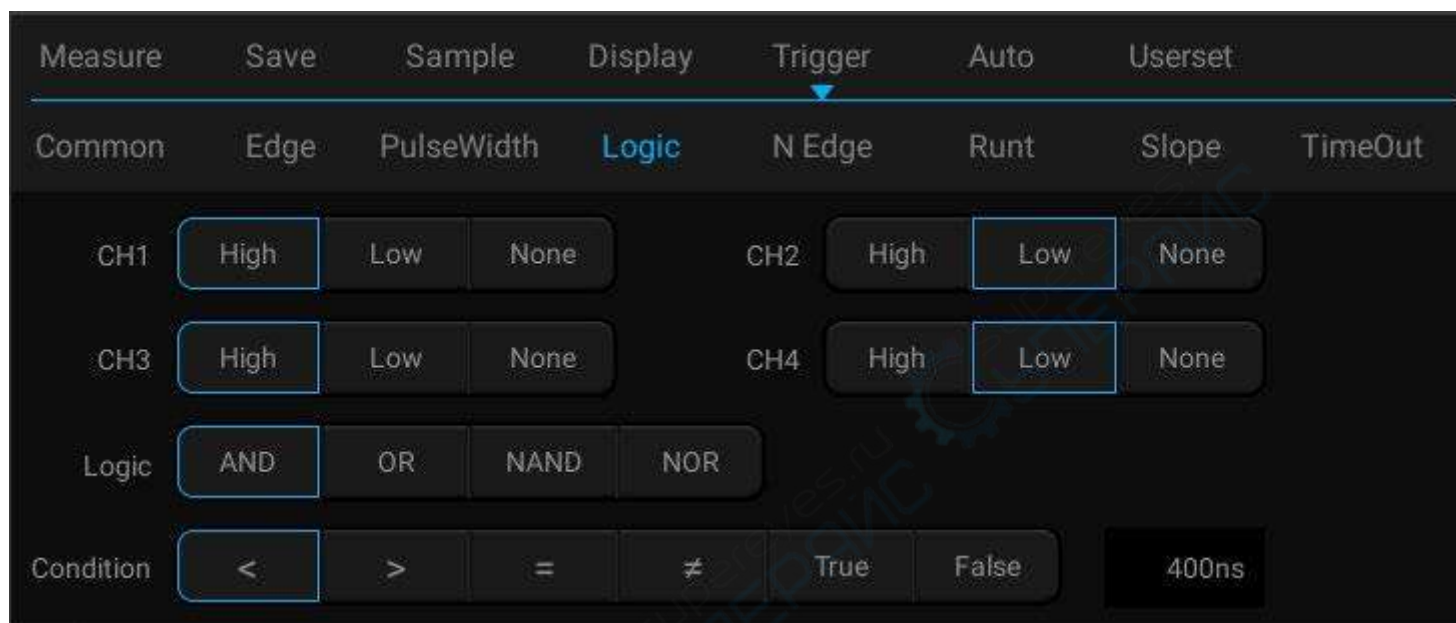 Measure Save Sample Display Trigger Auto Userset
Common Edge PulseWidth Logic N Edge Runt Slope TimeOut
CH1 High Low None CH2 High Low None
CH3 High Low None CH4 High Low None
Logic AND OR NAND NOR
Condition < > = ≠ True False 400ns